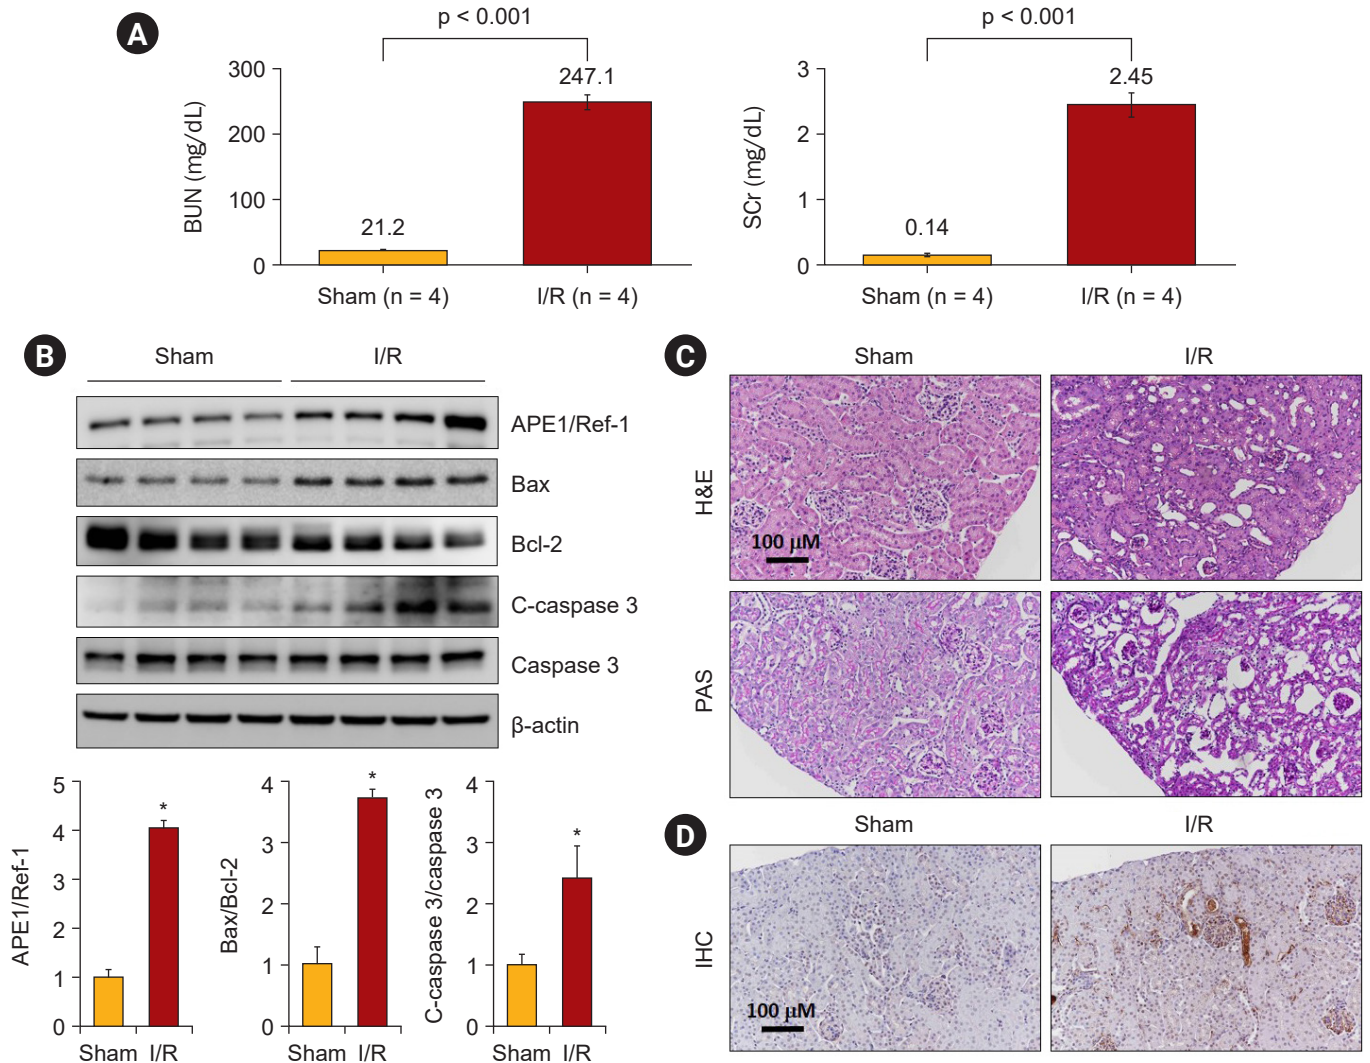 A
p < 0.001
300
200
100
0
BUN (mg/dL)
21.2
247.1
Sham (n = 4)
I/R (n = 4)
p < 0.001
3
2
1
0
SCr (mg/dL)
0.14
2.45
Sham (n = 4)
I/R (n = 4)
B
Sham
I/R
APE1/Ref-1
Bax
Bcl-2
C-caspase 3
Caspase 3
β-actin
5
4
3
2
1
0
APE1/Ref-1
*
Sham
I/R
4
3
2
1
0
Bax/Bcl-2
*
Sham
I/R
4
3
2
1
0
C-caspase 3/caspase 3
*
Sham
I/R
C
Sham
I/R
H&E
100 μM
PAS
D
Sham
I/R
IHC
100 μM